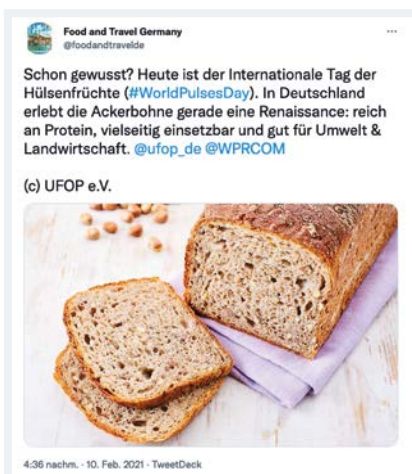 Food and Travel Germany
@foodandtravelde
Schon gewusst? Heute ist der Internationale Tag der
Hülsenfrüchte (#WorldPulsesDay). In Deutschland
erlebt die Ackerbohne gerade eine Renaissance: reich
an Protein, vielseitig einsetzbar und gut für Umwelt &
Landwirtschaft. @ufop_de @WPRCOM
(c) UFOP e.V.
4:36 nachm. · 10. Feb. 2021 · TweetDeck